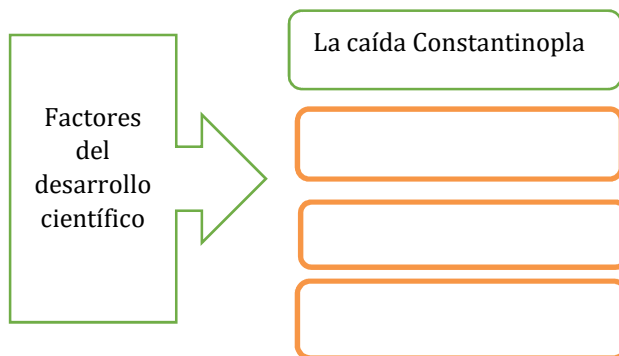 Factores
del
desarrollo
científico
La caída Constantinopla